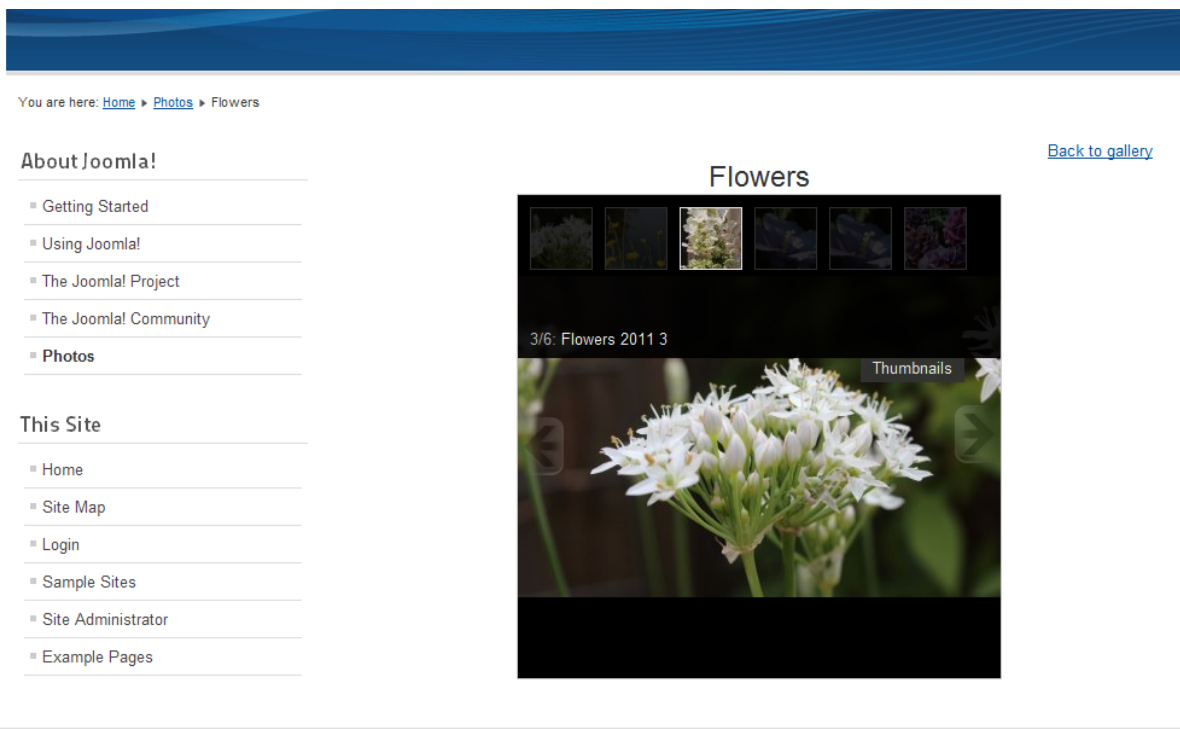 You are here: Home ▸ Photos ▸ Flowers
About Joomla!
Getting Started
Using Joomla!
The Joomla! Project
The Joomla! Community
Photos
This Site
Home
Site Map
Login
Sample Sites
Site Administrator
Example Pages
Back to gallery
Flowers
3/6: Flowers 2011 3
Thumbnails